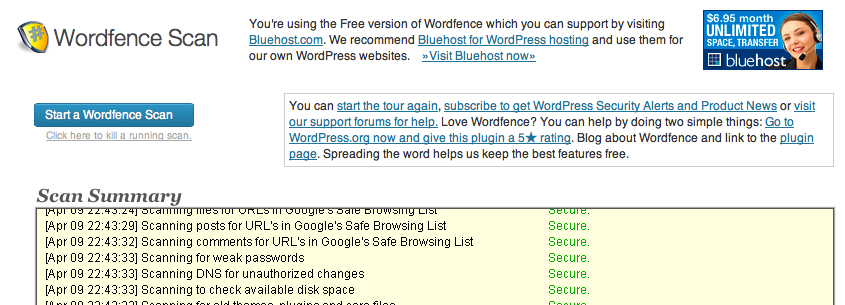 Wordfence Scan
You're using the Free version of Wordfence which you can support by visiting
Bluehost.com. We recommend Bluehost for WordPress hosting and use them for
our own WordPress websites. »Visit Bluehost now»
$6.95 month
UNLIMITED
SPACE, TRANSFER
bluehost
Start a Wordfence Scan
Click here to kill a running scan.
You can start the tour again, subscribe to get WordPress Security Alerts and Product News or visit
our support forums for help. Love Wordfence? You can help by doing two simple things: Go to
WordPress.org now and give this plugin a 5★ rating. Blog about Wordfence and link to the plugin
page. Spreading the word helps us keep the best features free.
Scan Summary
[Apr 09 22:43:24] Scanning files for URLs in Google's Safe Browsing List Secure.
[Apr 09 22:43:29] Scanning posts for URL's in Google's Safe Browsing List Secure.
[Apr 09 22:43:32] Scanning comments for URL's in Google's Safe Browsing List Secure.
[Apr 09 22:43:33] Scanning for weak passwords Secure.
[Apr 09 22:43:33] Scanning DNS for unauthorized changes Secure.
[Apr 09 22:43:33] Scanning to check available disk space Secure.
[Apr 09 22:43:33] Scanning for old themes, plugins and core files